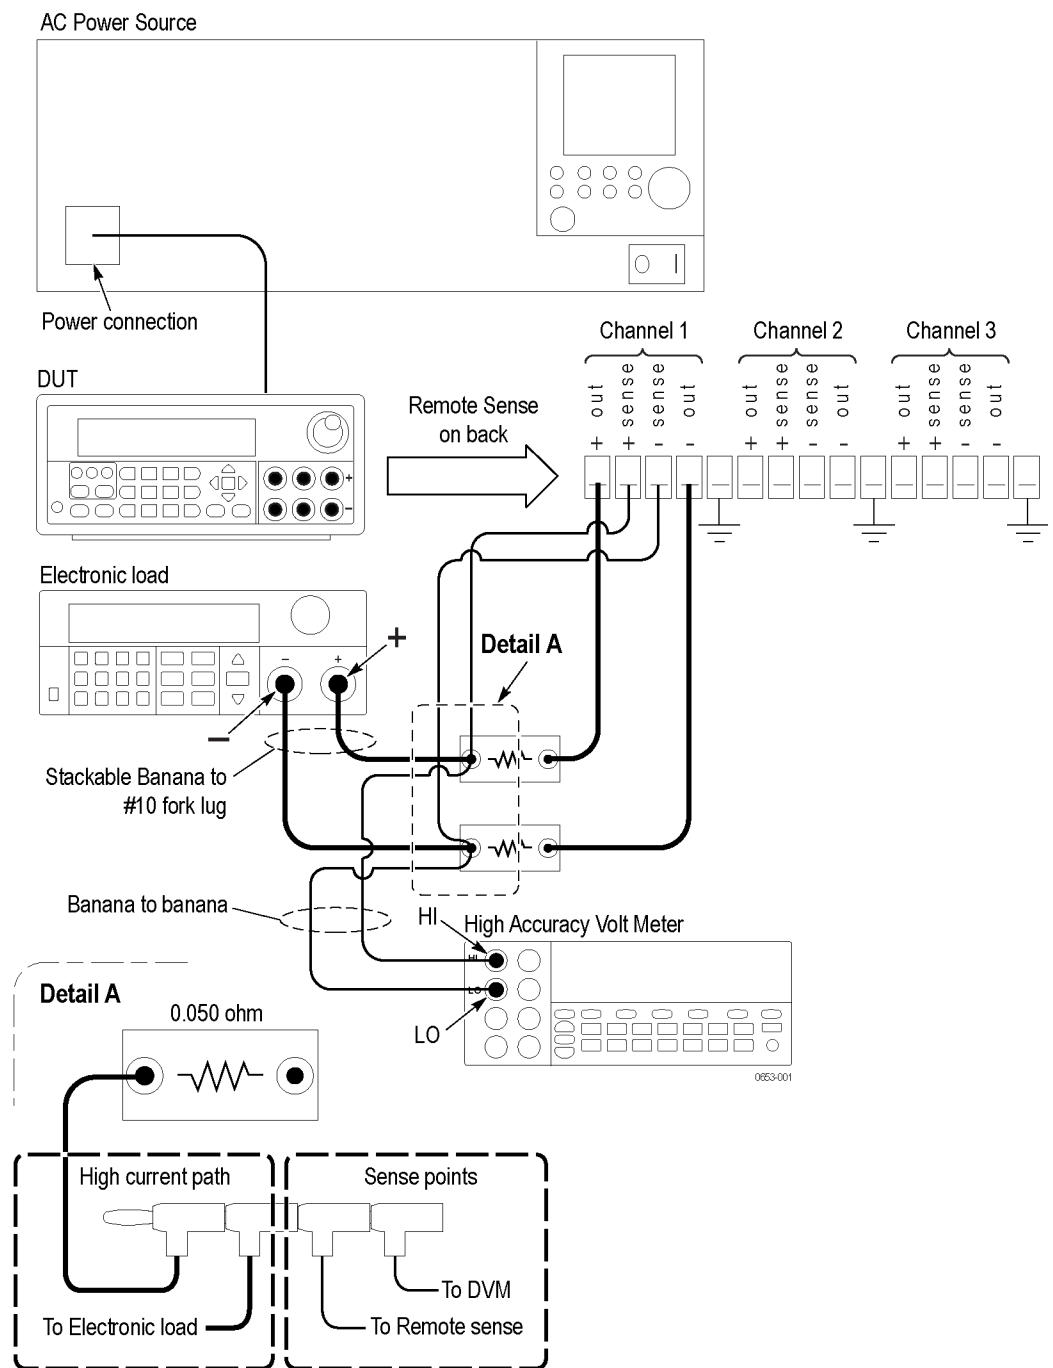 AC Power Source
Power connection
DUT
+
−
Remote Sense
on back
Channel 1 Channel 2 Channel 3
+ out + sense - sense - out + out + sense - sense - out + out + sense - sense - out
Electronic load
− +
+
−
Detail A
Stackable Banana to
#10 fork lug
Banana to banana
HI
High Accuracy Volt Meter
HI
LO
LO
0653-001
Detail A
0.050 ohm
High current path
Sense points
To DVM
To Electronic load
To Remote sense